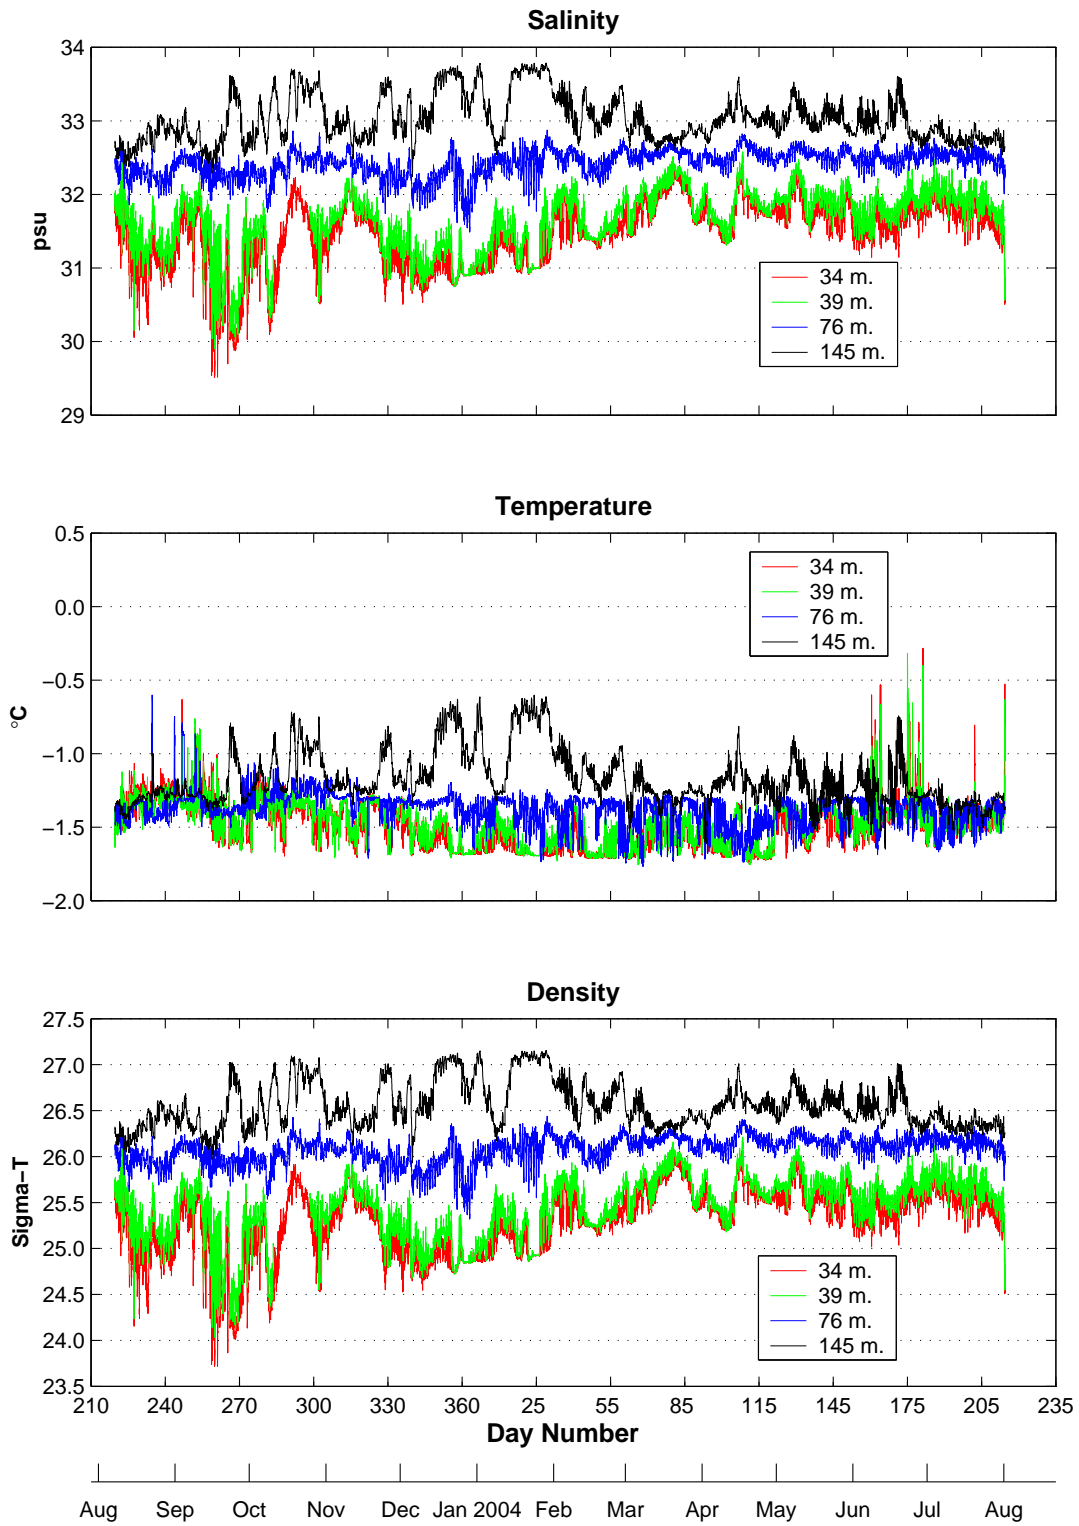 Salinity
34
33
32
31
30
29
psu
34 m.
39 m.
76 m.
145 m.
Temperature
0.5
0.0
−0.5
−1.0
−1.5
−2.0
°C
34 m.
39 m.
76 m.
145 m.
Density
27.5
27.0
26.5
26.0
25.5
25.0
24.5
24.0
23.5
Sigma−T
34 m.
39 m.
76 m.
145 m.
210 240 270 300 330 360 25 55 85 115 145 175 205 235
Day Number
Aug Sep Oct Nov Dec Jan 2004 Feb Mar Apr May Jun Jul Aug